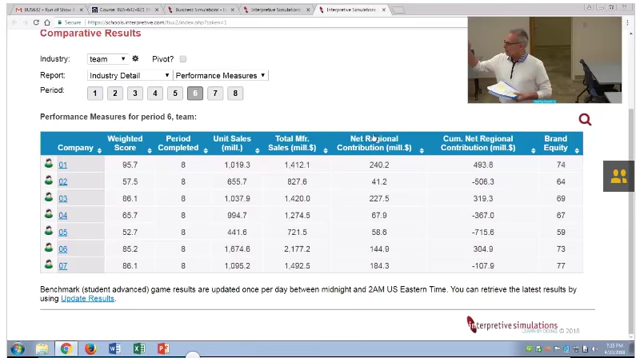 Business Simulations
Interpretive Simulations
Interpretive Simulations
Secure
Comparative Results
Industry: team Pivot?
Report: Industry Detail Performance Measures
Period: 1 2 3 4 5 6 7 8
Performance Measures for period 6, team:
Company Weighted Score Period Completed Unit Sales (mill.) Total Mfr. Sales (mill.$) Net Regional Contribution (mill.$) Cum. Net Regional Contribution (mill.$) Brand Equity
01 95.7 8 1,019.3 1,412.1 240.2 493.8 74
02 57.5 8 655.7 827.6 41.2 -506.3 64
03 86.1 8 1,037.9 1,420.0 227.5 319.3 69
04 65.7 8 994.7 1,274.5 67.9 -367.0 67
05 52.7 8 441.6 721.5 58.6 -715.6 59
06 85.2 8 1,674.6 2,177.2 144.9 304.9 73
07 86.1 8 1,095.2 1,492.5 184.3 -107.9 77
Benchmark (student advanced) game results are updated once per day between midnight and 2AM US Eastern Time. You can retrieve the latest results by
using Update Results.
interpretive simulations
© 2018